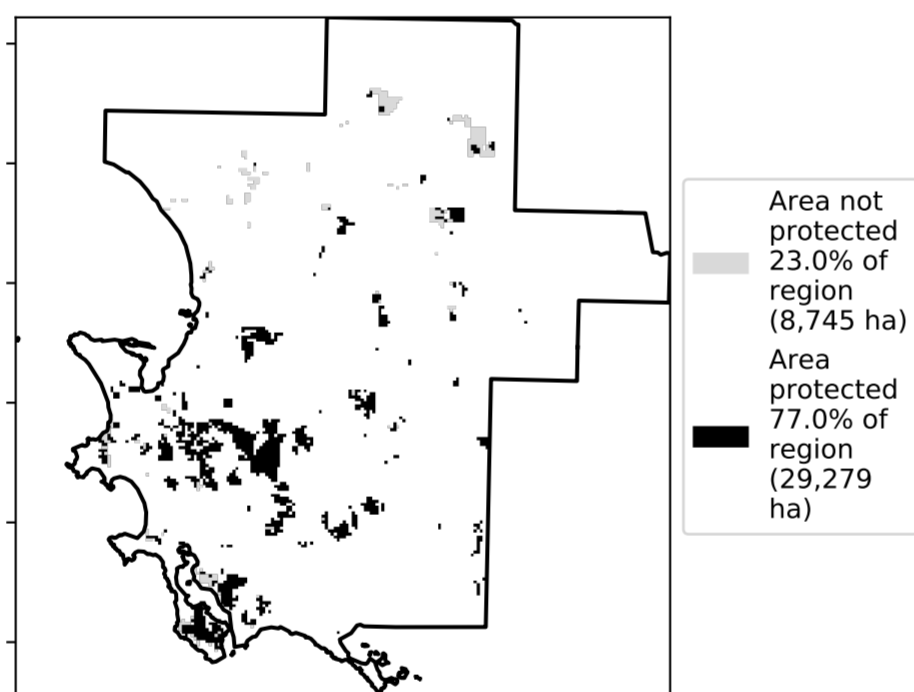 Area not
protected
23.0% of
region
(8,745 ha)
Area
protected
77.0% of
region
(29,279
ha)